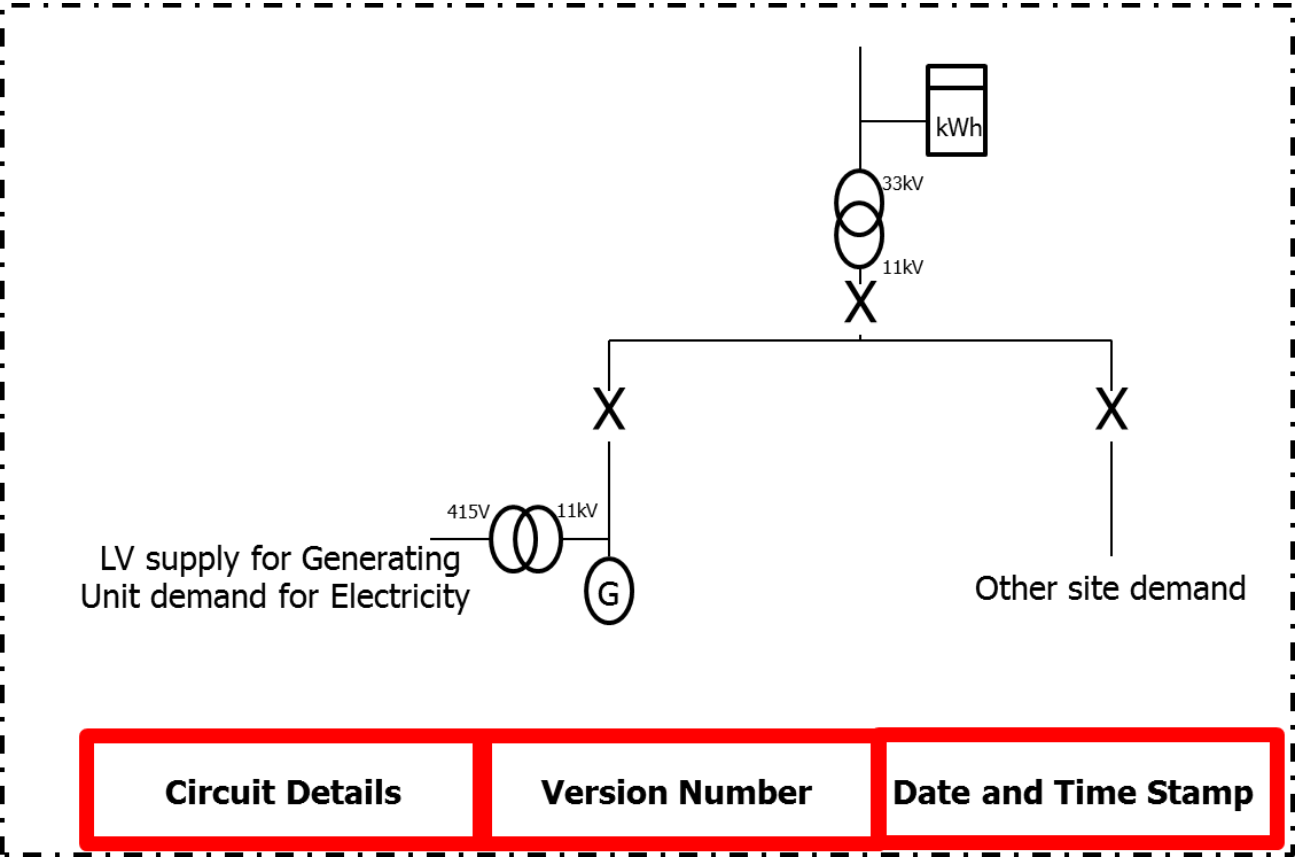 kWh
33kV
11kV
X
X
X
415V
11kV
LV supply for Generating
Unit demand for Electricity
G
Other site demand
Circuit Details
Version Number
Date and Time Stamp